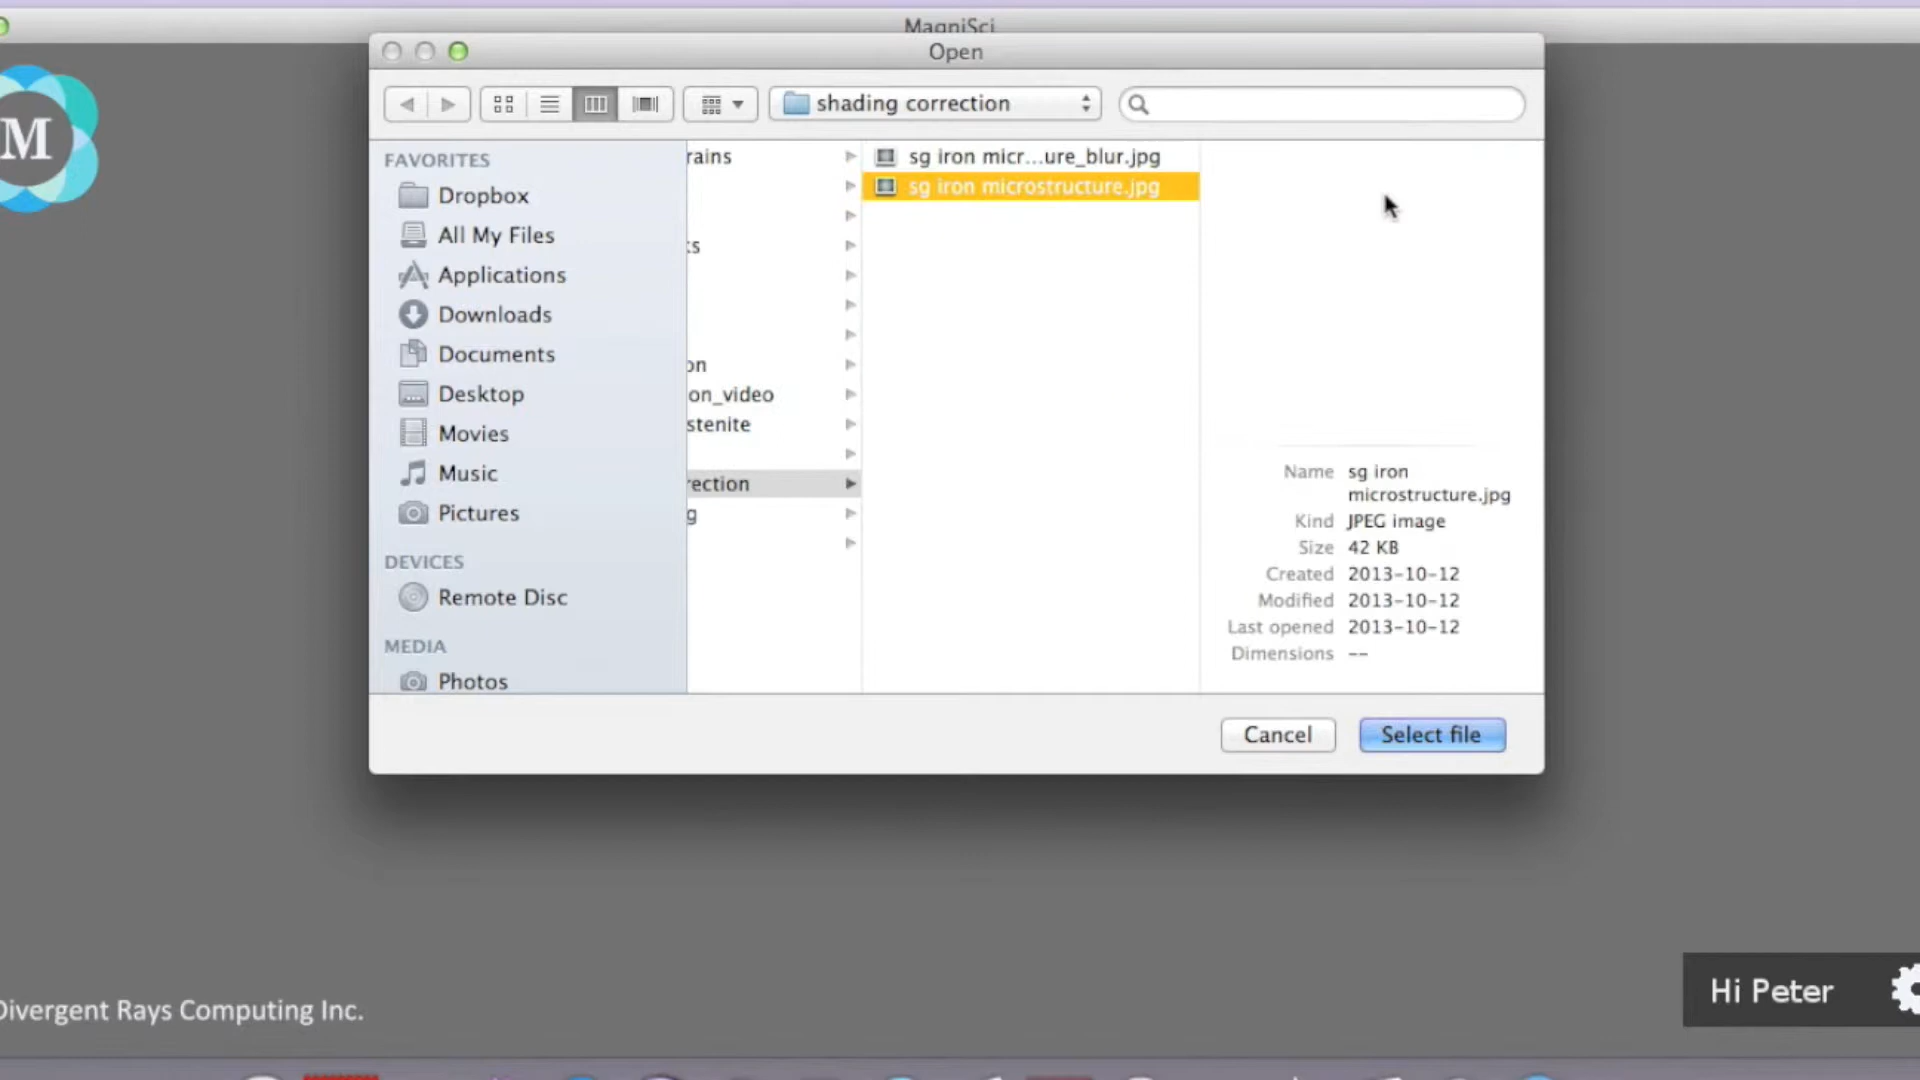 MagniSci
Open
M
shading correction
FAVORITES
Dropbox
All My Files
Applications
Downloads
Documents
Desktop
Movies
Music
Pictures
DEVICES
Remote Disc
MEDIA
Photos
rains
ks
on
on_video
stenite
rection
g
sg iron micr...ure_blur.jpg
sg iron microstructure.jpg
Name sg iron
microstructure.jpg
Kind JPEG image
Size 42 KB
Created 2013-10-12
Modified 2013-10-12
Last opened 2013-10-12
Dimensions --
Cancel
Select file
Divergent Rays Computing Inc.
Hi Peter